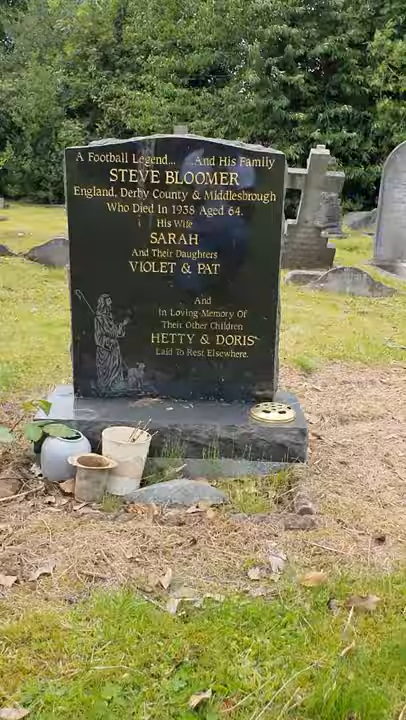 A Football Legend... ...And His Family
STEVE BLOOMER
England, Derby County & Middlesbrough
Who Died In 1938 Aged 64.
His Wife
SARAH
And Their Daughters
VIOLET & PAT
And
In Loving Memory Of
Their Other Children
HETTY & DORIS
Laid To Rest Elsewhere.